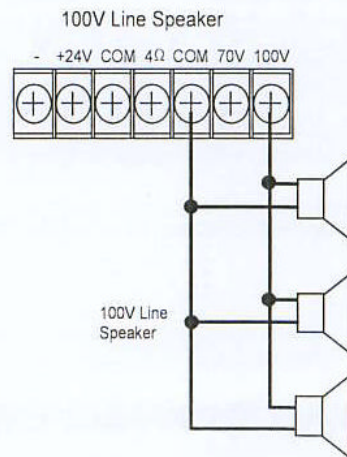 100V Line Speaker
- +24V COM 4Ω COM 70V 100V
100V Line
Speaker